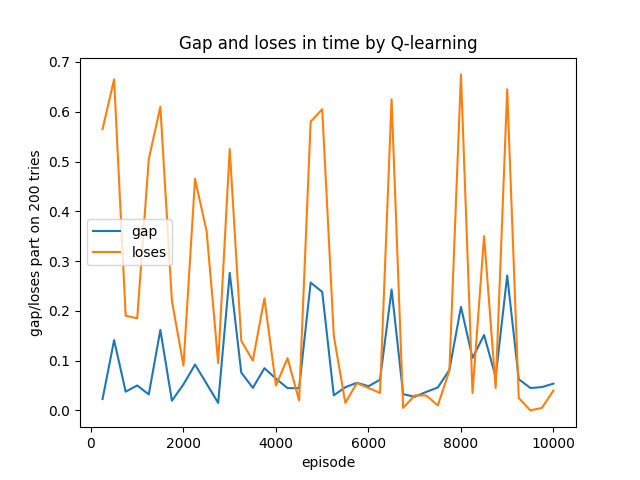 Gap and loses in time by Q-learning
gap/loses part on 200 tries
0.7
0.6
0.5
0.4
0.3
0.2
0.1
0.0
gap
loses
0 2000 4000 6000 8000 10000
episode